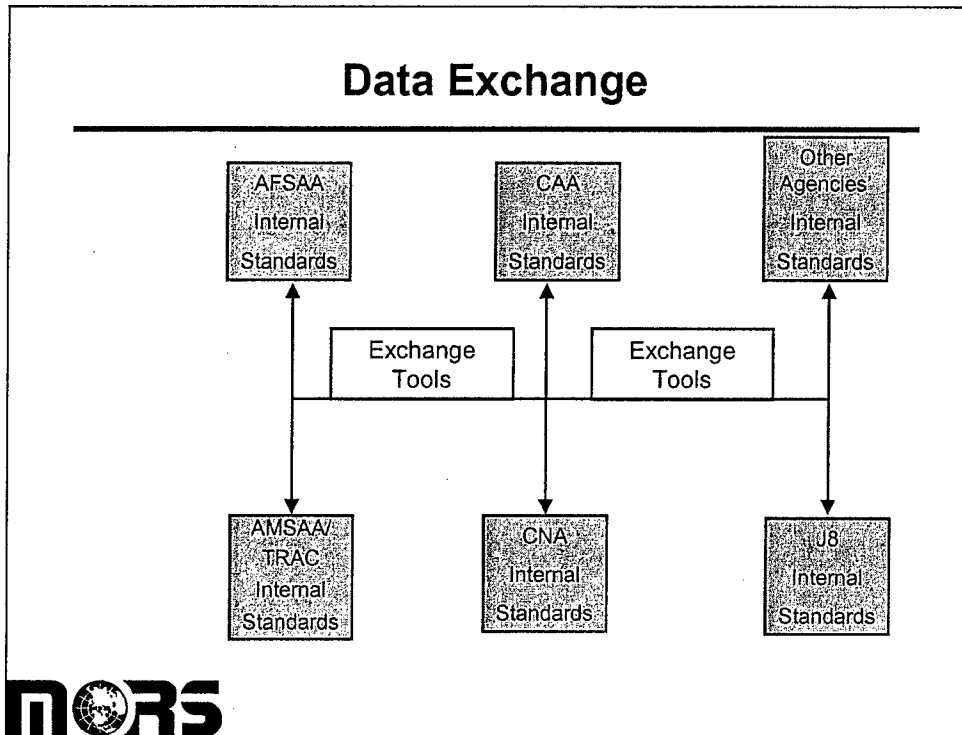 Data Exchange
AFSAA
Internal
Standards
CAA
Internal
Standards
Other
Agencies'
Internal
Standards
Exchange
Tools
Exchange
Tools
AMSAA/
TRAC
Internal
Standards
CNA
Internal
Standards
J8
Internal
Standards
MORS